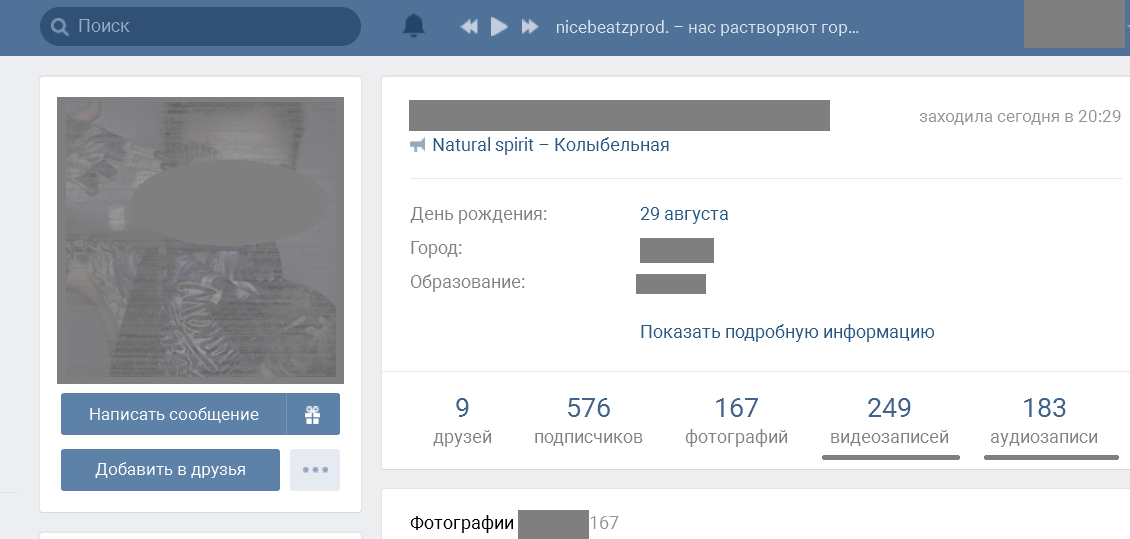 Поиск
nicebeatzprod. – нас растворяют гор...
заходила сегодня в 20:29
Natural spirit – Колыбельная
День рождения: 29 августа
Город:
Образование:
Показать подробную информацию
9 576 167 249 183
друзей подписчиков фотографий видеозаписей аудиозаписи
Написать сообщение
Добавить в друзья
Фотографии 167